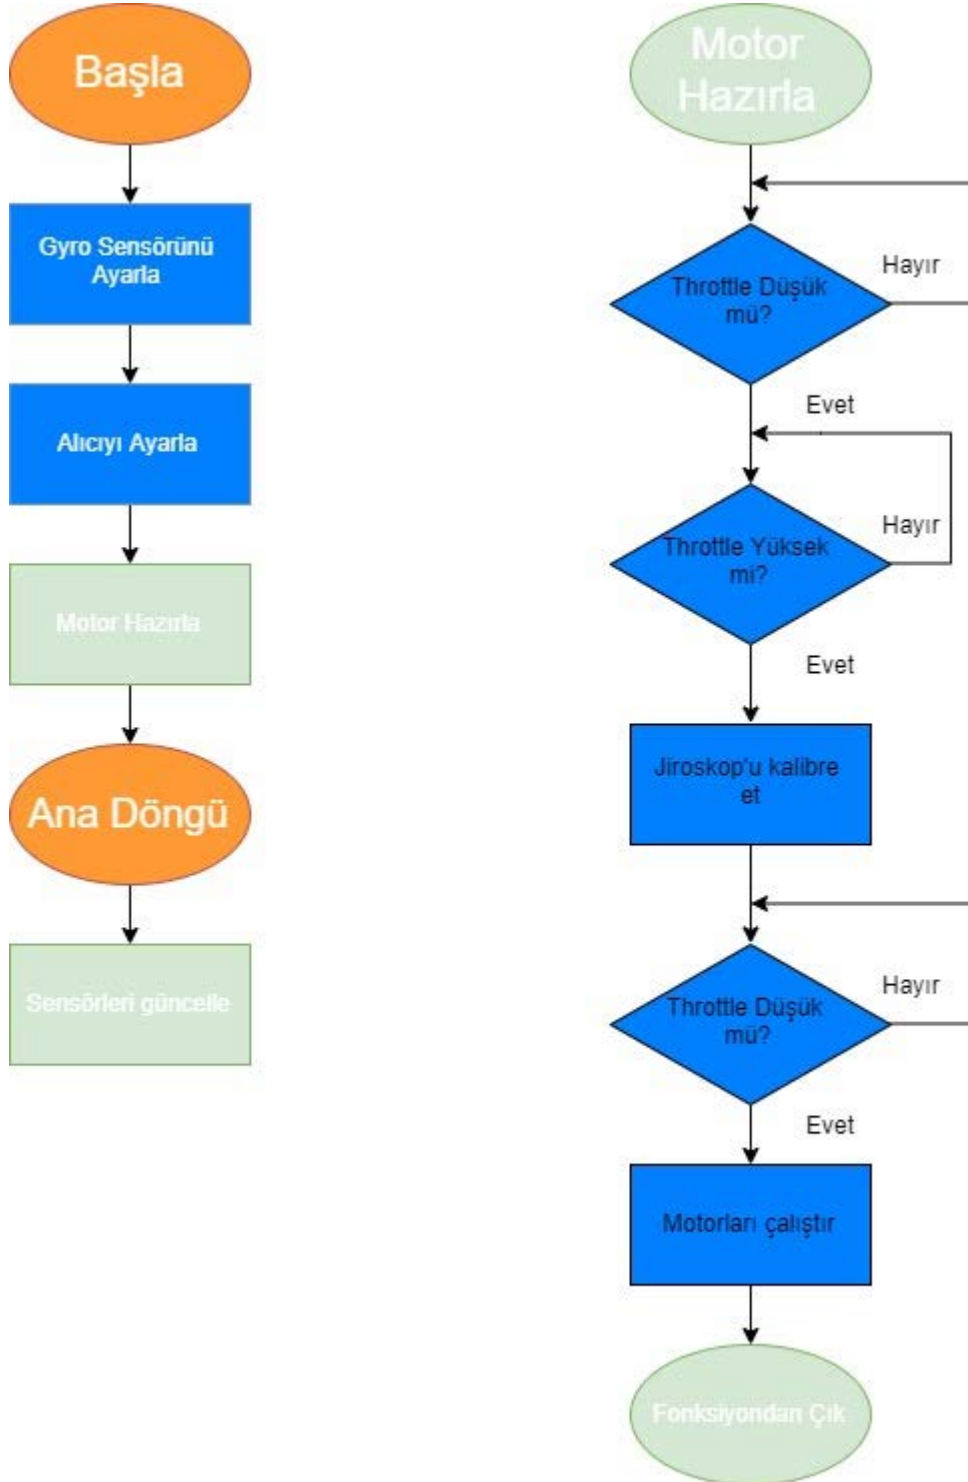 Başla
Gyro Sensörünü
Ayarla
Alıcıyı Ayarla
Motor Hazırla
Ana Döngü
Sensörleri güncelle
Motor
Hazırla
Throttle Düşük
mü?
Hayır
Evet
Throttle Yüksek
mi?
Hayır
Evet
Jiroskop'u kalibre
et
Throttle Düşük
mü?
Hayır
Evet
Motorları çalıştır
Fonksiyondan Çık